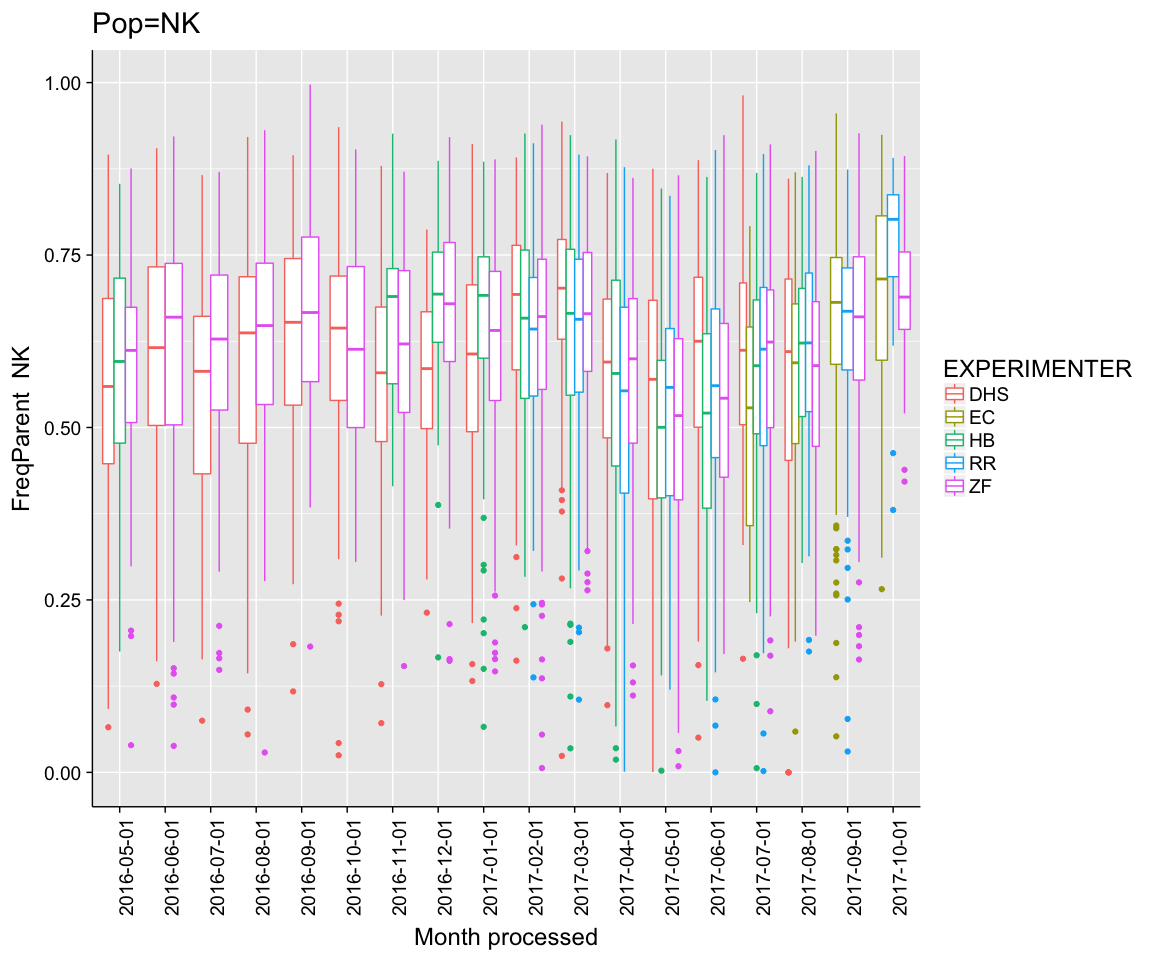 Pop=NK
FreqParent NK
1.00
0.75
0.50
0.25
0.00
2016-05-01
2016-06-01
2016-07-01
2016-08-01
2016-09-01
2016-10-01
2016-11-01
2016-12-01
2017-01-01
2017-02-01
2017-03-01
2017-04-01
2017-05-01
2017-06-01
2017-07-01
2017-08-01
2017-09-01
2017-10-01
Month processed
EXPERIMENTER
DHS
EC
HB
RR
ZF